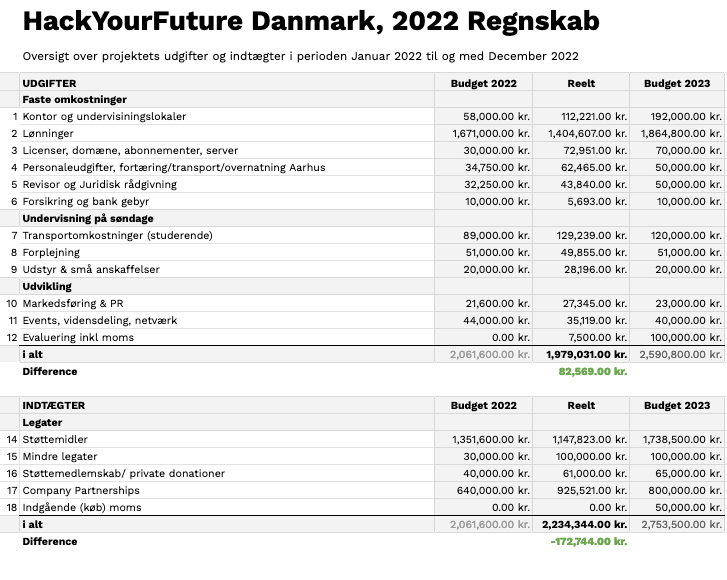 HackYourFuture Danmark, 2022 Regnskab
Oversigt over projektets udgifter og indtægter i perioden Januar 2022 til og med December 2022
UDGIFTER Budget 2022 Reelt Budget 2023
Faste omkostninger
1 Kontor og undervisiningslokaler 58,000.00 kr. 112,221.00 kr. 192,000.00 kr.
2 Lønninger 1,671,000.00 kr. 1,404,607.00 kr. 1,864,800.00 kr.
3 Licenser, domæne, abonnementer, server 30,000.00 kr. 72,951.00 kr. 70,000.00 kr.
4 Personaleudgifter, fortæring/transport/overnatning Aarhus 34,750.00 kr. 62,465.00 kr. 50,000.00 kr.
5 Revisor og Juridisk rådgivning 32,250.00 kr. 43,840.00 kr. 50,000.00 kr.
6 Forsikring og bank gebyr 10,000.00 kr. 5,693.00 kr. 10,000.00 kr.
Undervisning på søndage
7 Transportomkostninger (studerende) 89,000.00 kr. 129,239.00 kr. 120,000.00 kr.
8 Forplejning 51,000.00 kr. 49,855.00 kr. 51,000.00 kr.
9 Udstyr & små anskaffelser 20,000.00 kr. 28,196.00 kr. 20,000.00 kr.
Udvikling
10 Markedsføring & PR 21,600.00 kr. 27,345.00 kr. 23,000.00 kr.
11 Events, vidensdeling, netværk 44,000.00 kr. 35,119.00 kr. 40,000.00 kr.
12 Evaluering inkl moms 0.00 kr. 7,500.00 kr. 100,000.00 kr.
i alt 2,061,600.00 kr. 1,979,031.00 kr. 2,590,800.00 kr.
Difference 82,569.00 kr.
INDTÆGTER Budget 2022 Reelt Budget 2023
Legater
14 Støttemidler 1,351,600.00 kr. 1,147,823.00 kr. 1,738,500.00 kr.
15 Mindre legater 30,000.00 kr. 100,000.00 kr. 100,000.00 kr.
16 Støttemedlemskab/ private donationer 40,000.00 kr. 61,000.00 kr. 65,000.00 kr.
17 Company Partnerships 640,000.00 kr. 925,521.00 kr. 800,000.00 kr.
18 Indgående (køb) moms 0.00 kr. 0.00 kr. 50,000.00 kr.
i alt 2,061,600.00 kr. 2,234,344.00 kr. 2,753,500.00 kr.
Difference -172,744.00 kr.